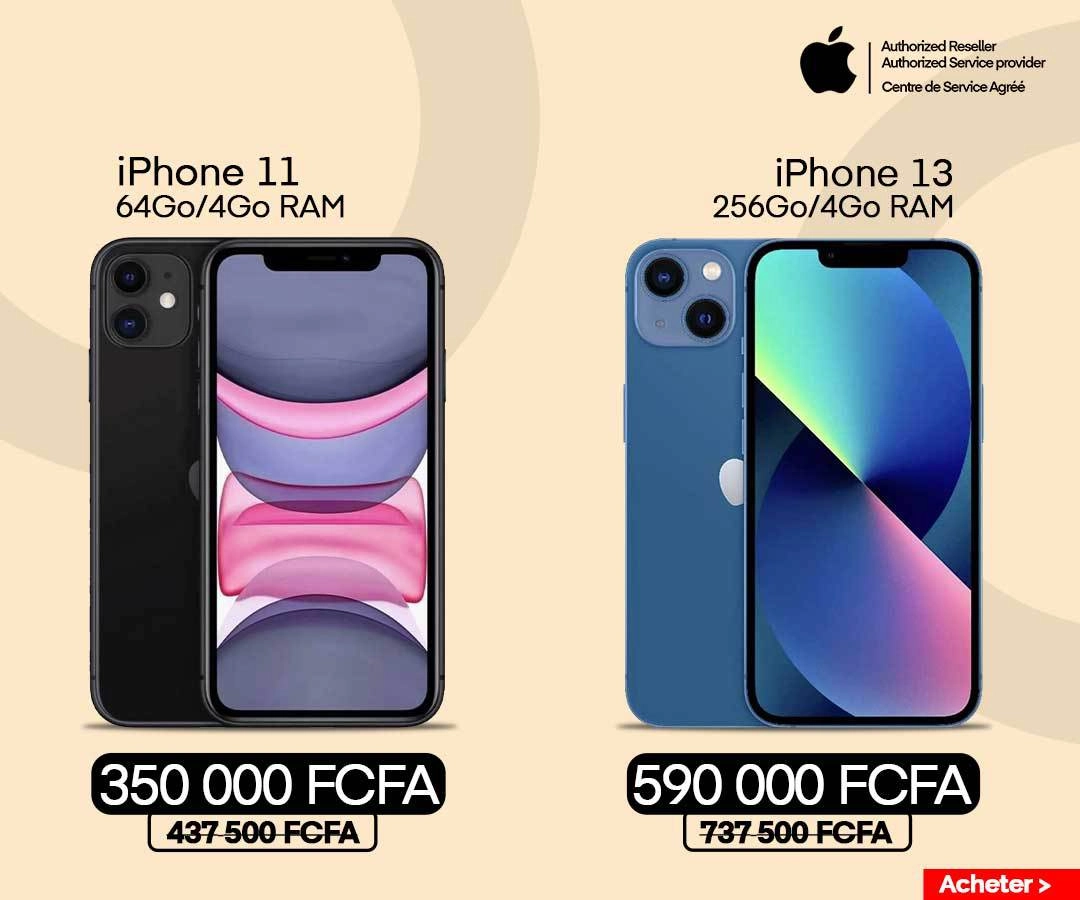 Authorized Reseller
Authorized Service provider
Centre de Service Agréé
iPhone 11
64Go/4Go RAM
iPhone 13
256Go/4Go RAM
350 000 FCFA
437 500 FCFA
590 000 FCFA
737 500 FCFA
Acheter >